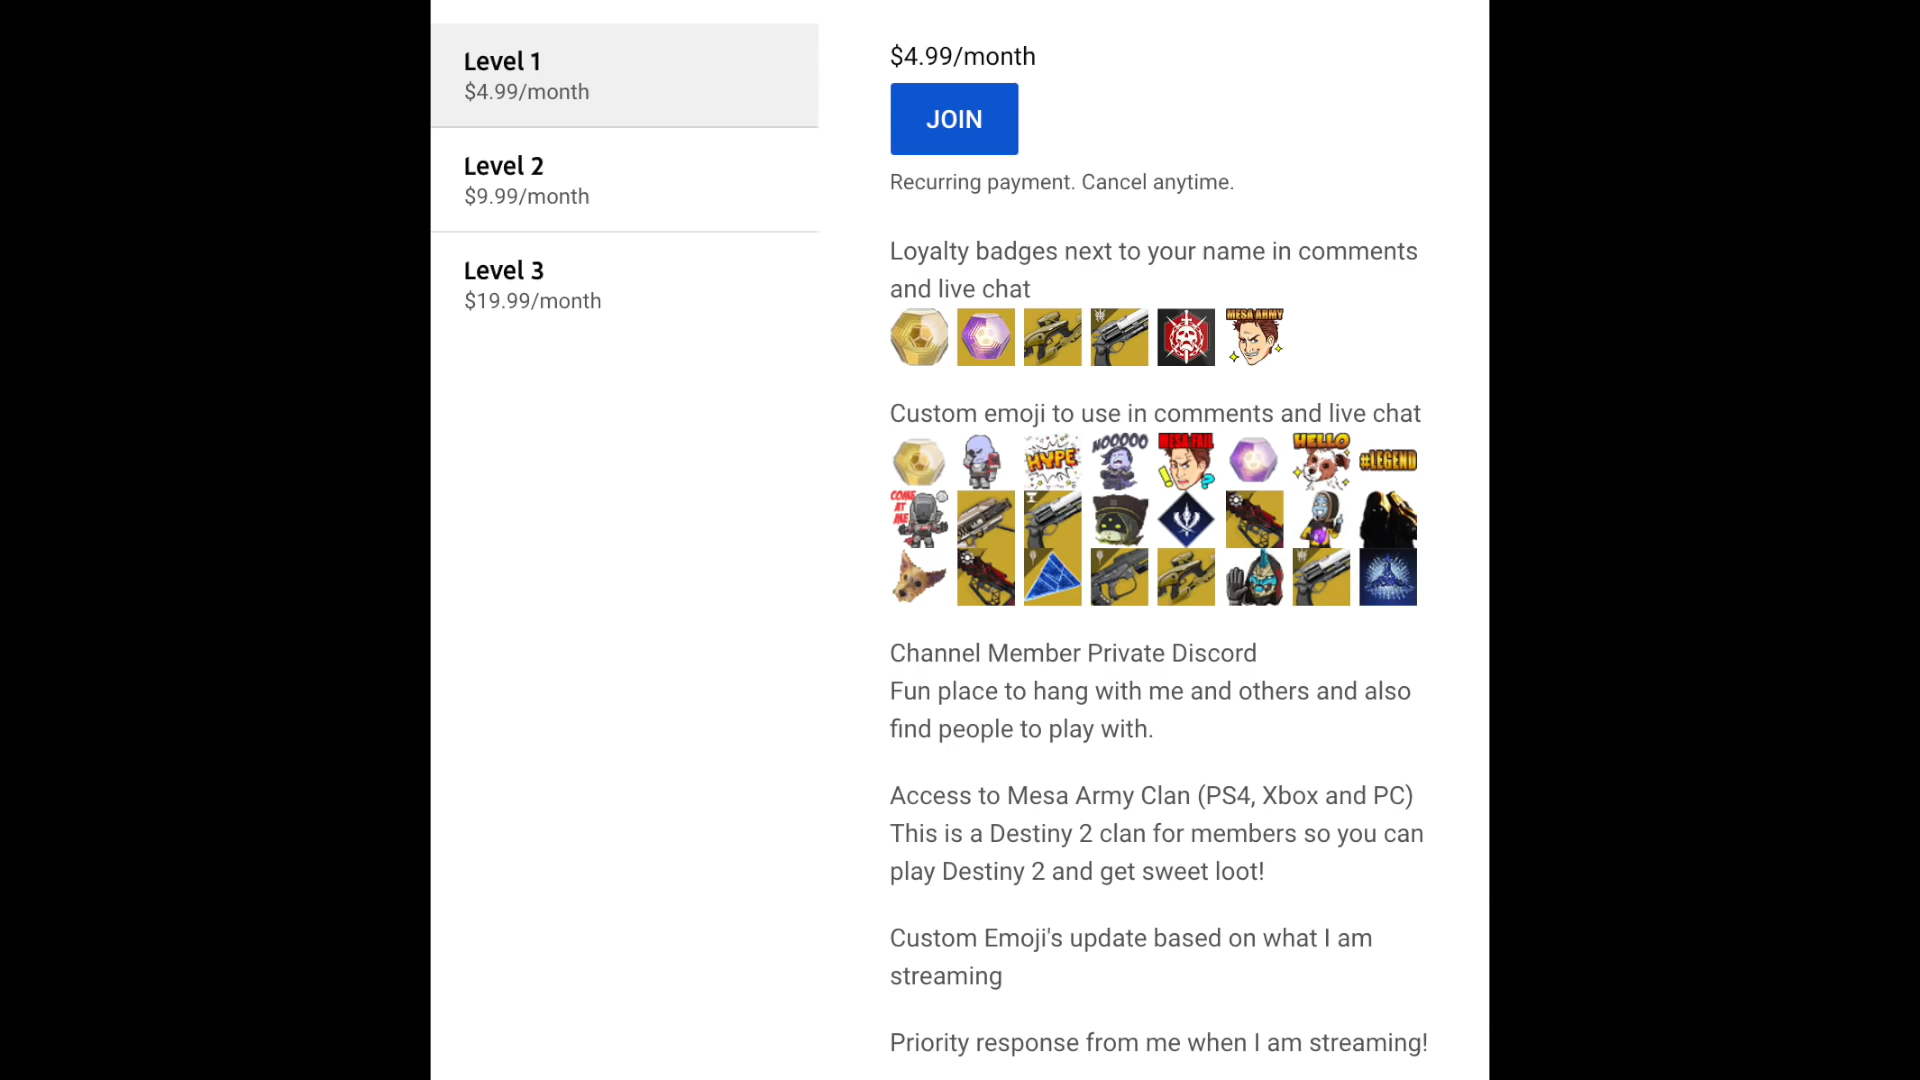 Level 1
$4.99/month
Level 2
$9.99/month
Level 3
$19.99/month
$4.99/month
JOIN
Recurring payment. Cancel anytime.
Loyalty badges next to your name in comments
and live chat
MESA ARMY
Custom emoji to use in comments and live chat
HYPE
NOOOOO
MESA FAIL
HELLO
#LEGEND
COME
AT
ME
Channel Member Private Discord
Fun place to hang with me and others and also
find people to play with.
Access to Mesa Army Clan (PS4, Xbox and PC)
This is a Destiny 2 clan for members so you can
play Destiny 2 and get sweet loot!
Custom Emoji's update based on what I am
streaming
Priority response from me when I am streaming!